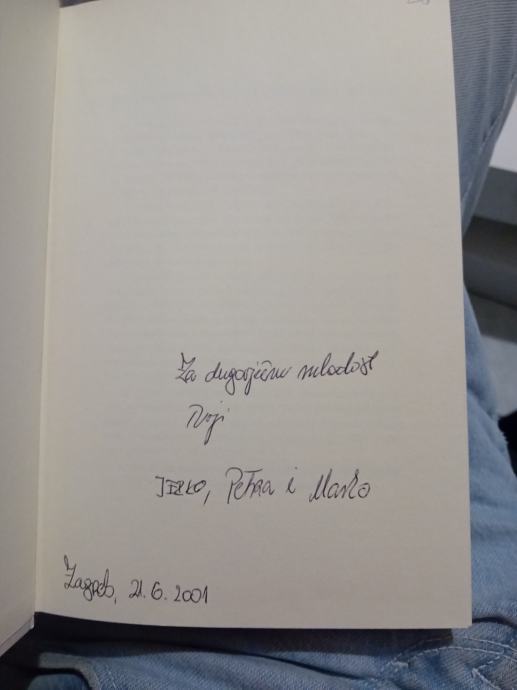 Za dugovječnu mladost
Tvoji
Petra i Marko
Zagreb, 21.6.2001